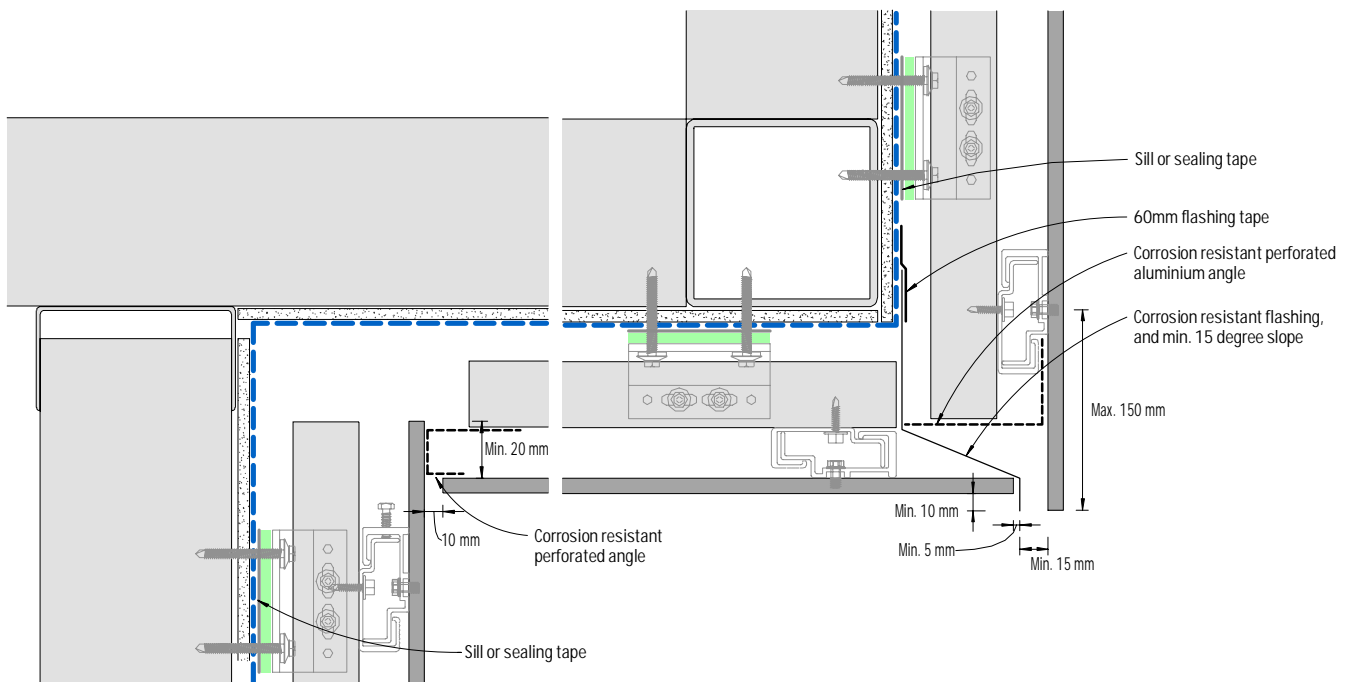 Sill or sealing tape
60mm flashing tape
Corrosion resistant perforated
aluminium angle
Corrosion resistant flashing,
and min. 15 degree slope
Max. 150 mm
Min. 20 mm
Min. 10 mm
10 mm
Corrosion resistant
perforated angle
Min. 5 mm
Min. 15 mm
Sill or sealing tape